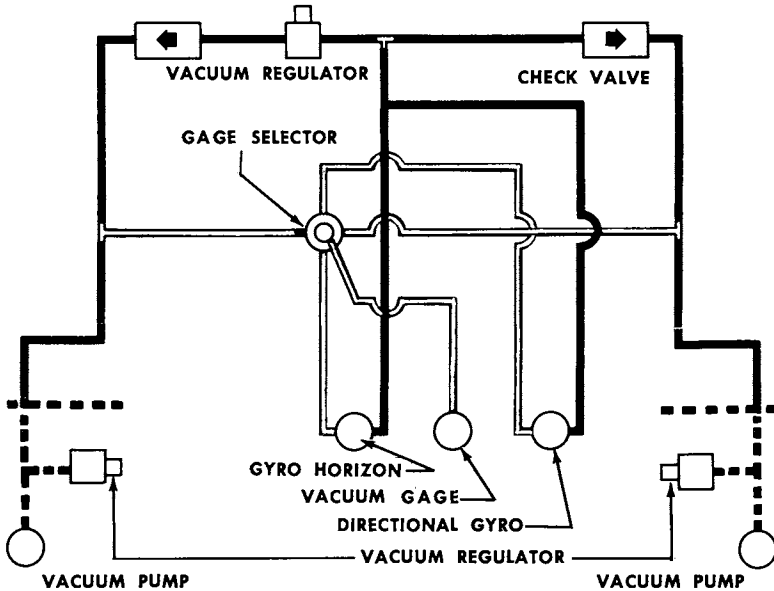 VACUUM REGULATOR
CHECK VALVE
GAGE SELECTOR
GYRO HORIZON
VACUUM GAGE
DIRECTIONAL GYRO
VACUUM REGULATOR
VACUUM PUMP
VACUUM PUMP